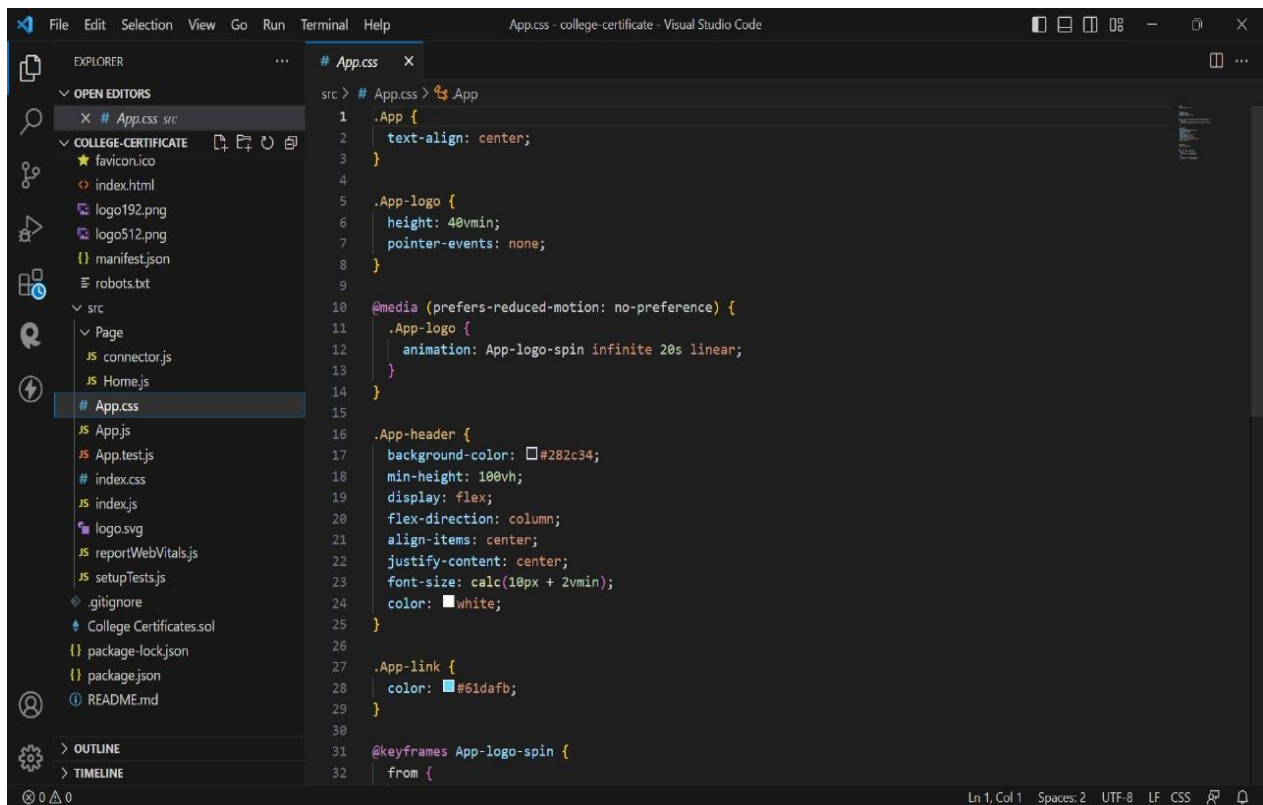 File Edit Selection View Go Run Terminal Help App.css - college-certificate - Visual Studio Code
EXPLORER
OPEN EDITORS
App.css src
COLLEGE-CERTIFICATE
favicon.ico
index.html
logo192.png
logo512.png
{} manifest.json
robots.txt
src
Page
JS connector.js
JS Home.js
# App.css
JS App.js
JS App.test.js
# index.css
JS index.js
logo.svg
JS reportWebVitals.js
JS setupTests.js
.gitignore
College Certificates.sol
{} package-lock.json
{} package.json
README.md
OUTLINE
TIMELINE
# App.css
src > # App.css > .App
1 .App {
2 text-align: center;
3 }
4
5 .App-logo {
6 height: 40vmin;
7 pointer-events: none;
8 }
9
10 @media (prefers-reduced-motion: no-preference) {
11 .App-logo {
12 animation: App-logo-spin infinite 20s linear;
13 }
14 }
15
16 .App-header {
17 background-color: #282c34;
18 min-height: 100vh;
19 display: flex;
20 flex-direction: column;
21 align-items: center;
22 justify-content: center;
23 font-size: calc(10px + 2vmin);
24 color: white;
25 }
26
27 .App-link {
28 color: #61dafb;
29 }
30
31 @keyframes App-logo-spin {
32 from {
0 0 Ln 1, Col 1 Spaces: 2 UTF-8 LF CSS